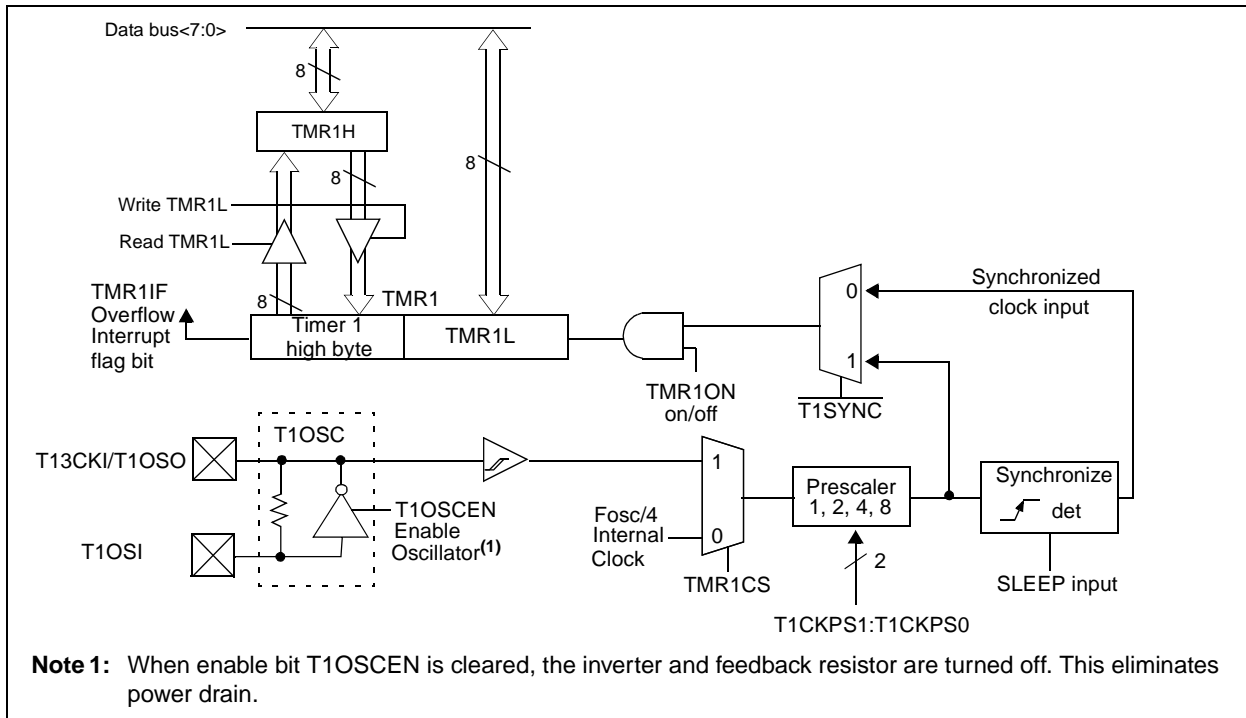 Data bus<7:0>
8
TMR1H
8
8
Write TMR1L
Read TMR1L
8
TMR1
TMR1IF
Overflow
Interrupt
flag bit
Timer 1
high byte
TMR1L
TMR1ON
on/off
0
1
T1SYNC
Synchronized
clock input
T1OSC
T13CKI/T1OSO
T1OSI
T1OSCEN
Enable
Oscillator(1)
Fosc/4
Internal
Clock
1
0
TMR1CS
Prescaler
1, 2, 4, 8
2
T1CKPS1:T1CKPS0
Synchronize
det
SLEEP input
Note 1: When enable bit T1OSCEN is cleared, the inverter and feedback resistor are turned off. This eliminates
power drain.